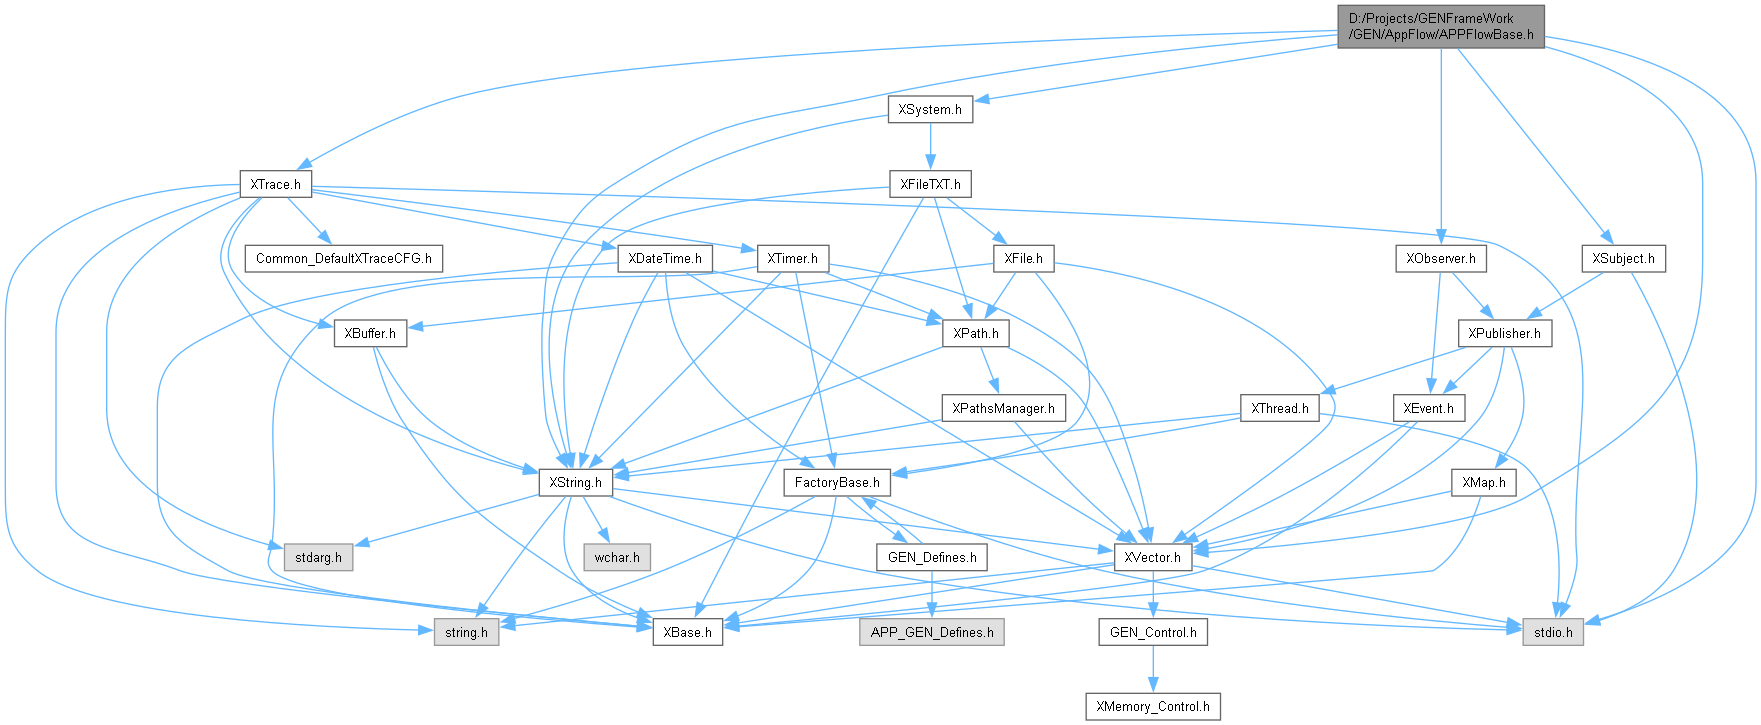 D:/Projects/GENFrameWork
/GEN/AppFlow/APPFlowBase.h
XSystem.h
XTrace.h
XFileTXT.h
Common_DefaultXTraceCFG.h
XDateTime.h
XTimer.h
XFile.h
XObserver.h
XSubject.h
XBuffer.h
XPath.h
XPublisher.h
XPathsManager.h
XThread.h
XEvent.h
XString.h
FactoryBase.h
XMap.h
stdarg.h
wchar.h
GEN_Defines.h
XVector.h
string.h
XBase.h
APP_GEN_Defines.h
GEN_Control.h
stdio.h
XMemory_Control.h